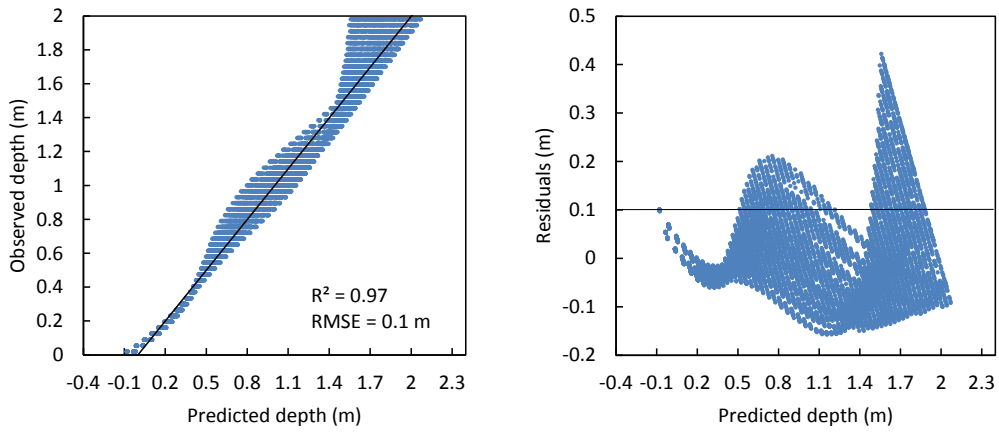 2
1.8
1.6
1.4
1.2
1
0.8
0.6
0.4
0.2
0
Observed depth (m)
R² = 0.97
RMSE = 0.1 m
-0.4 -0.1 0.2 0.5 0.8 1.1 1.4 1.7 2 2.3
Predicted depth (m)
0.5
0.4
0.3
0.2
0.1
0
-0.1
-0.2
Residuals (m)
-0.4 -0.1 0.2 0.5 0.8 1.1 1.4 1.7 2 2.3
Predicted depth (m)